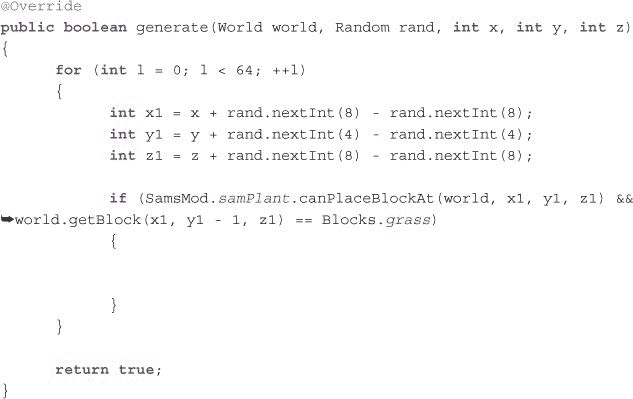 @Override
public boolean generate(World world, Random rand, int x, int y, int z)
{
for (int l = 0; l < 64; ++l)
{
int x1 = x + rand.nextInt(8) - rand.nextInt(8);
int y1 = y + rand.nextInt(4) - rand.nextInt(4);
int z1 = z + rand.nextInt(8) - rand.nextInt(8);
if (SamsMod.samPlant.canPlaceBlockAt(world, x1, y1, z1) &&
➥world.getBlock(x1, y1 - 1, z1) == Blocks.grass)
{
}
}
return true;
}